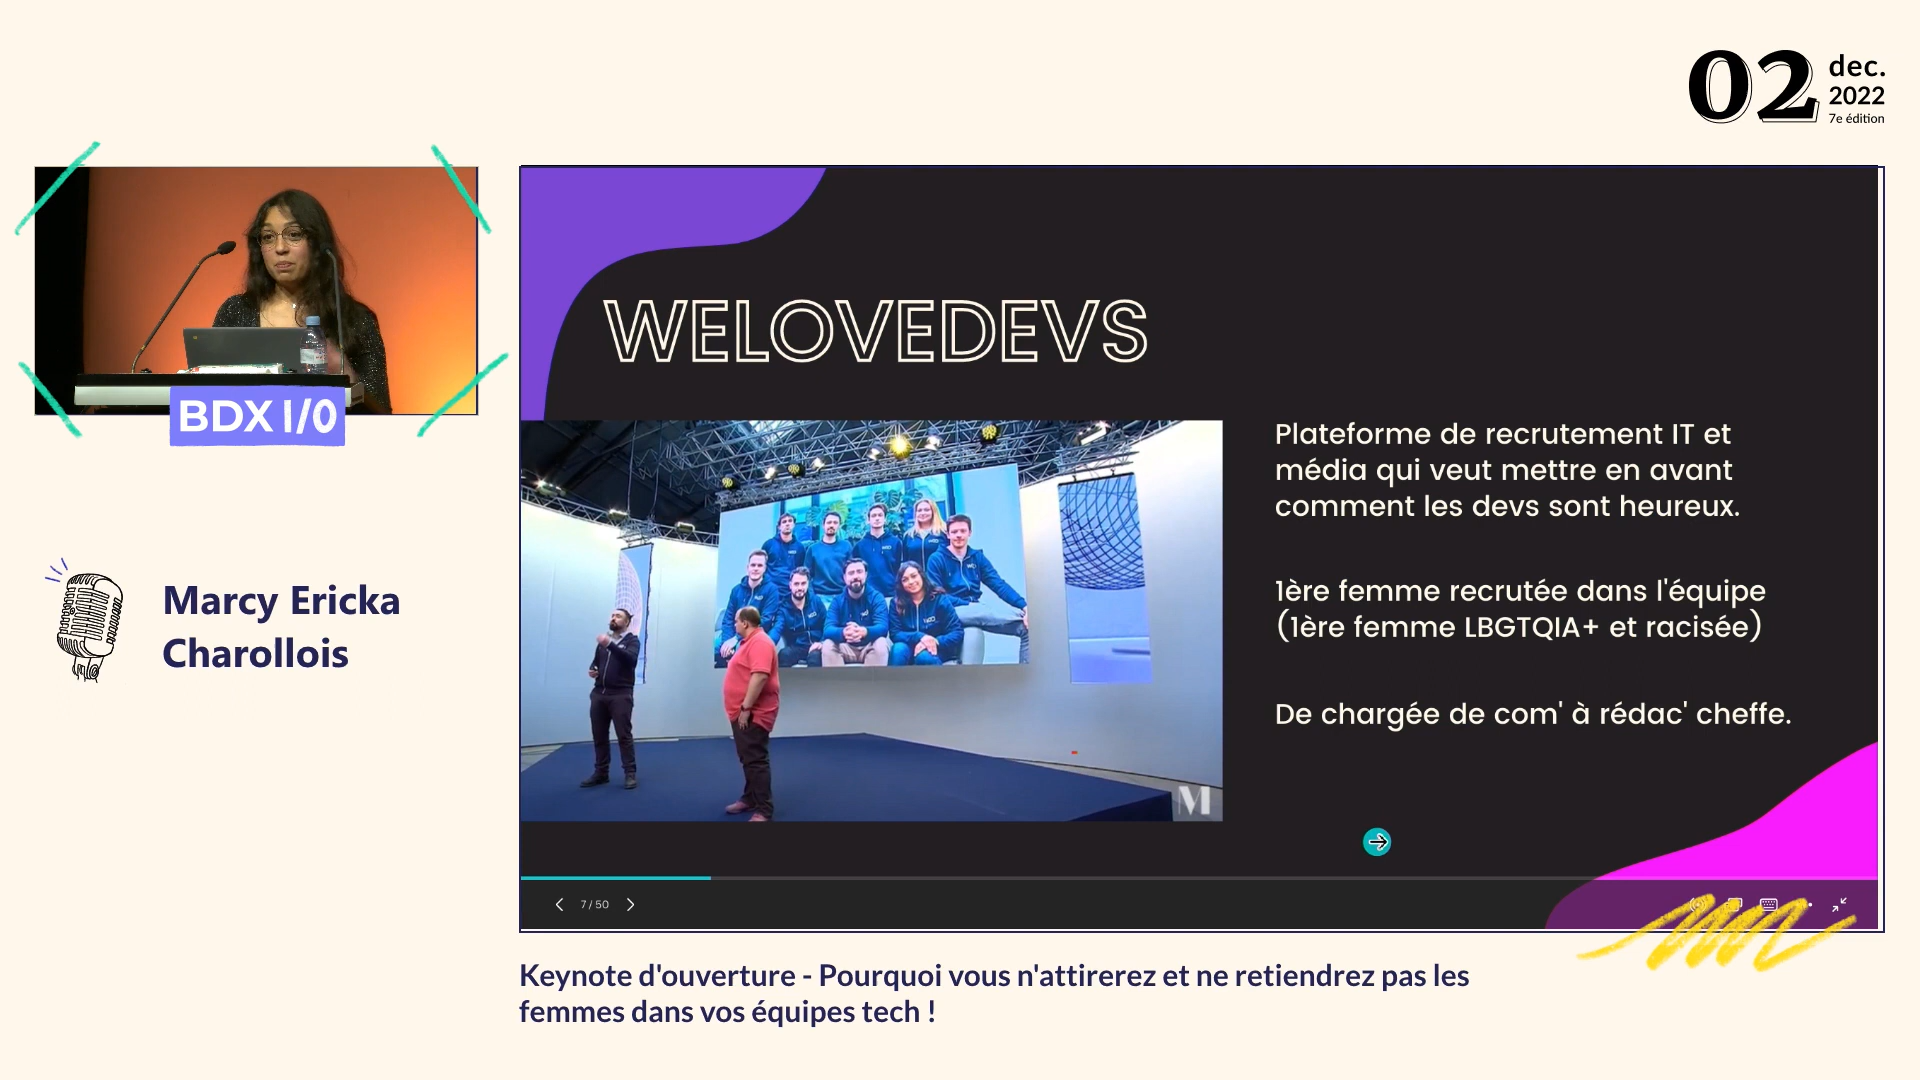 02
dec.
2022
7e édition
BDX I/O
Marcy Ericka
Charollois
WELOVEDEVS
Plateforme de recrutement IT et
média qui veut mettre en avant
comment les devs sont heureux.
1ère femme recrutée dans l'équipe
(1ère femme LBGTQIA+ et racisée)
De chargée de com' à rédac' cheffe.
M
7 / 50
Keynote d'ouverture - Pourquoi vous n'attirerez et ne retiendrez pas les
femmes dans vos équipes tech !